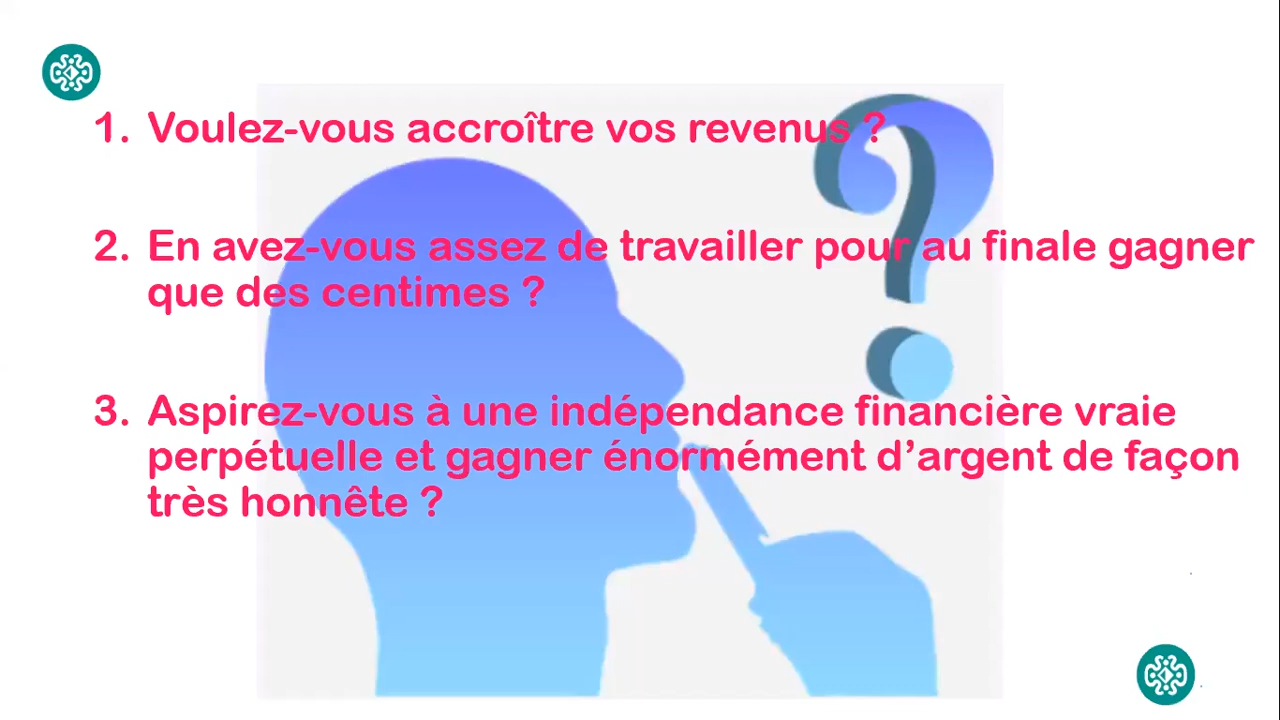 1. Voulez-vous accroître vos revenus ?
2. En avez-vous assez de travailler pour au finale gagner
que des centimes ?
3. Aspirez-vous à une indépendance financière vraie
perpétuelle et gagner énormément d’argent de façon
très honnête ?